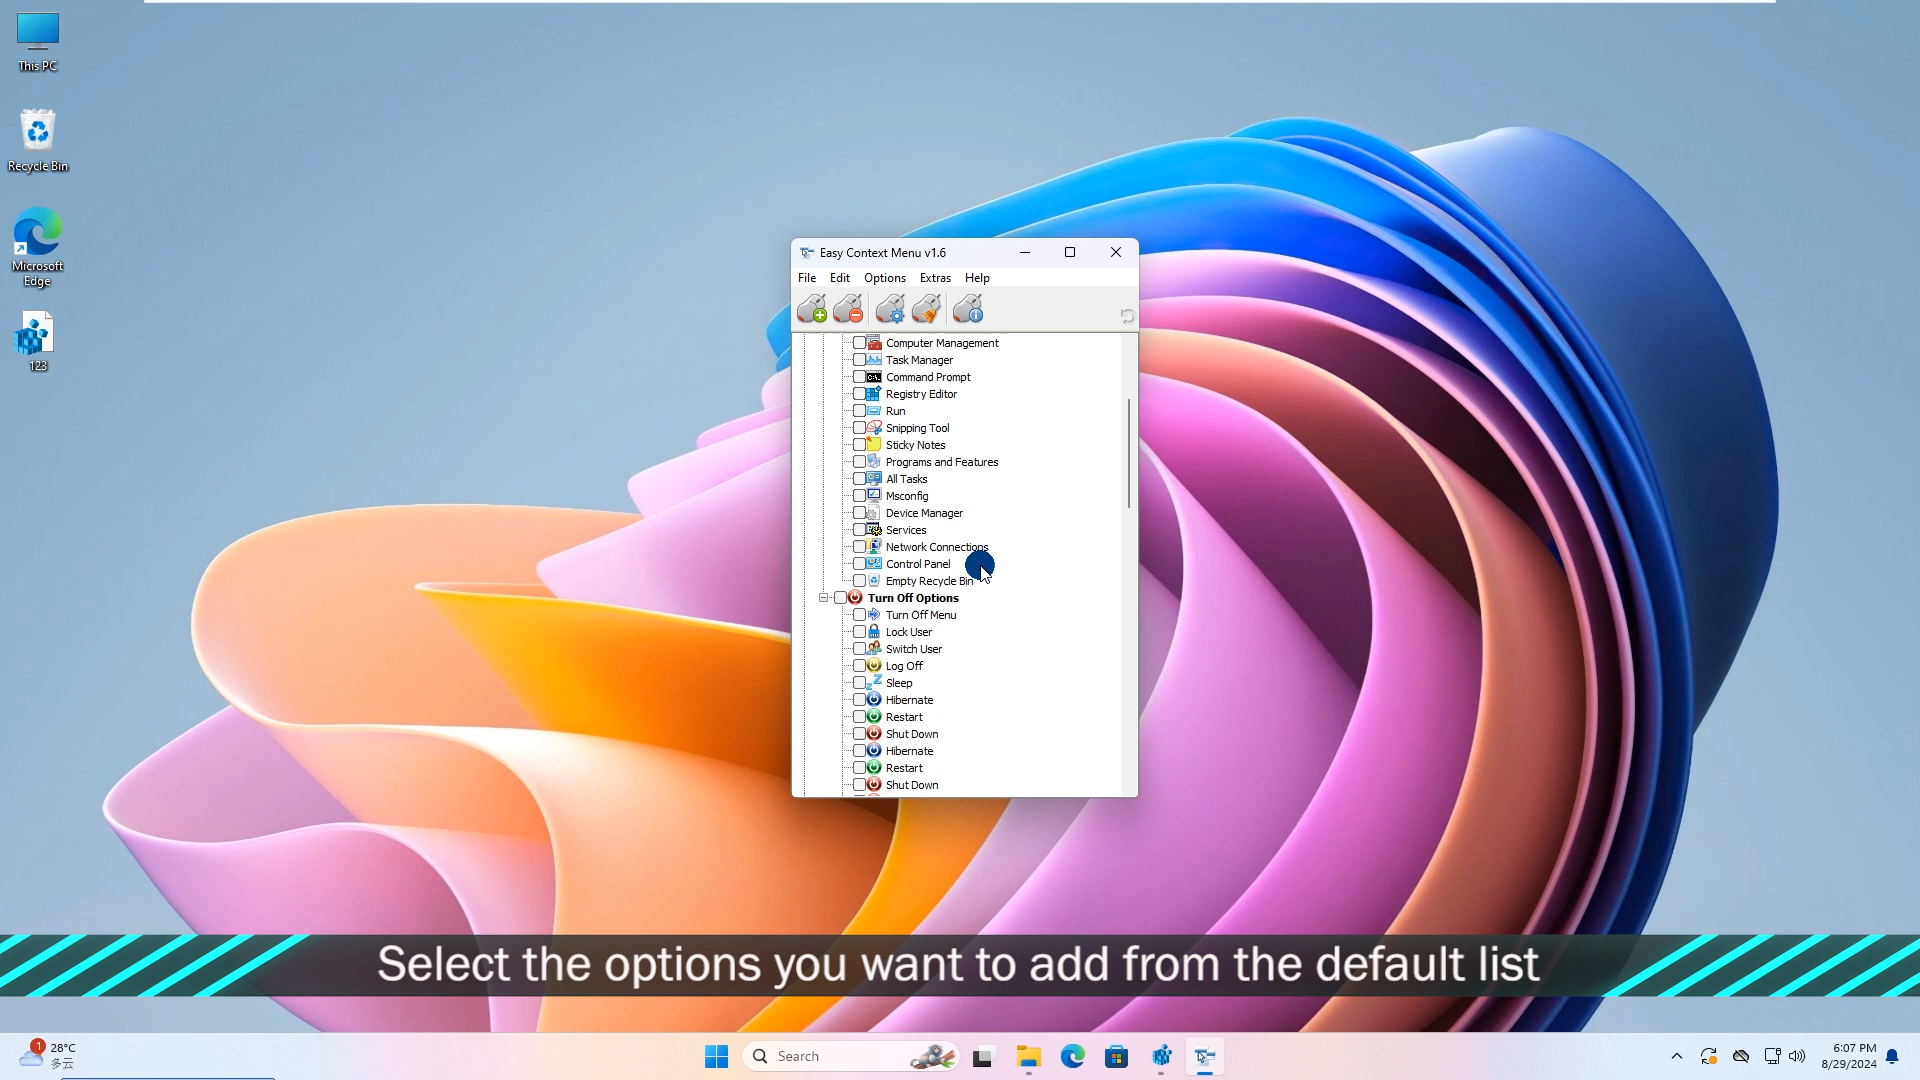 This PC
Recycle Bin
Microsoft
Edge
123
Easy Context Menu v1.6
File Edit Options Extras Help
Computer Management
Task Manager
Command Prompt
Registry Editor
Run
Snipping Tool
Sticky Notes
Programs and Features
All Tasks
Msconfig
Device Manager
Services
Network Connections
Control Panel
Empty Recycle Bin
Turn Off Options
Turn Off Menu
Lock User
Switch User
Log Off
Sleep
Hibernate
Restart
Shut Down
Hibernate
Restart
Shut Down
Select the options you want to add from the default list
1
28°C
多云
Search
6:07 PM
8/29/2024